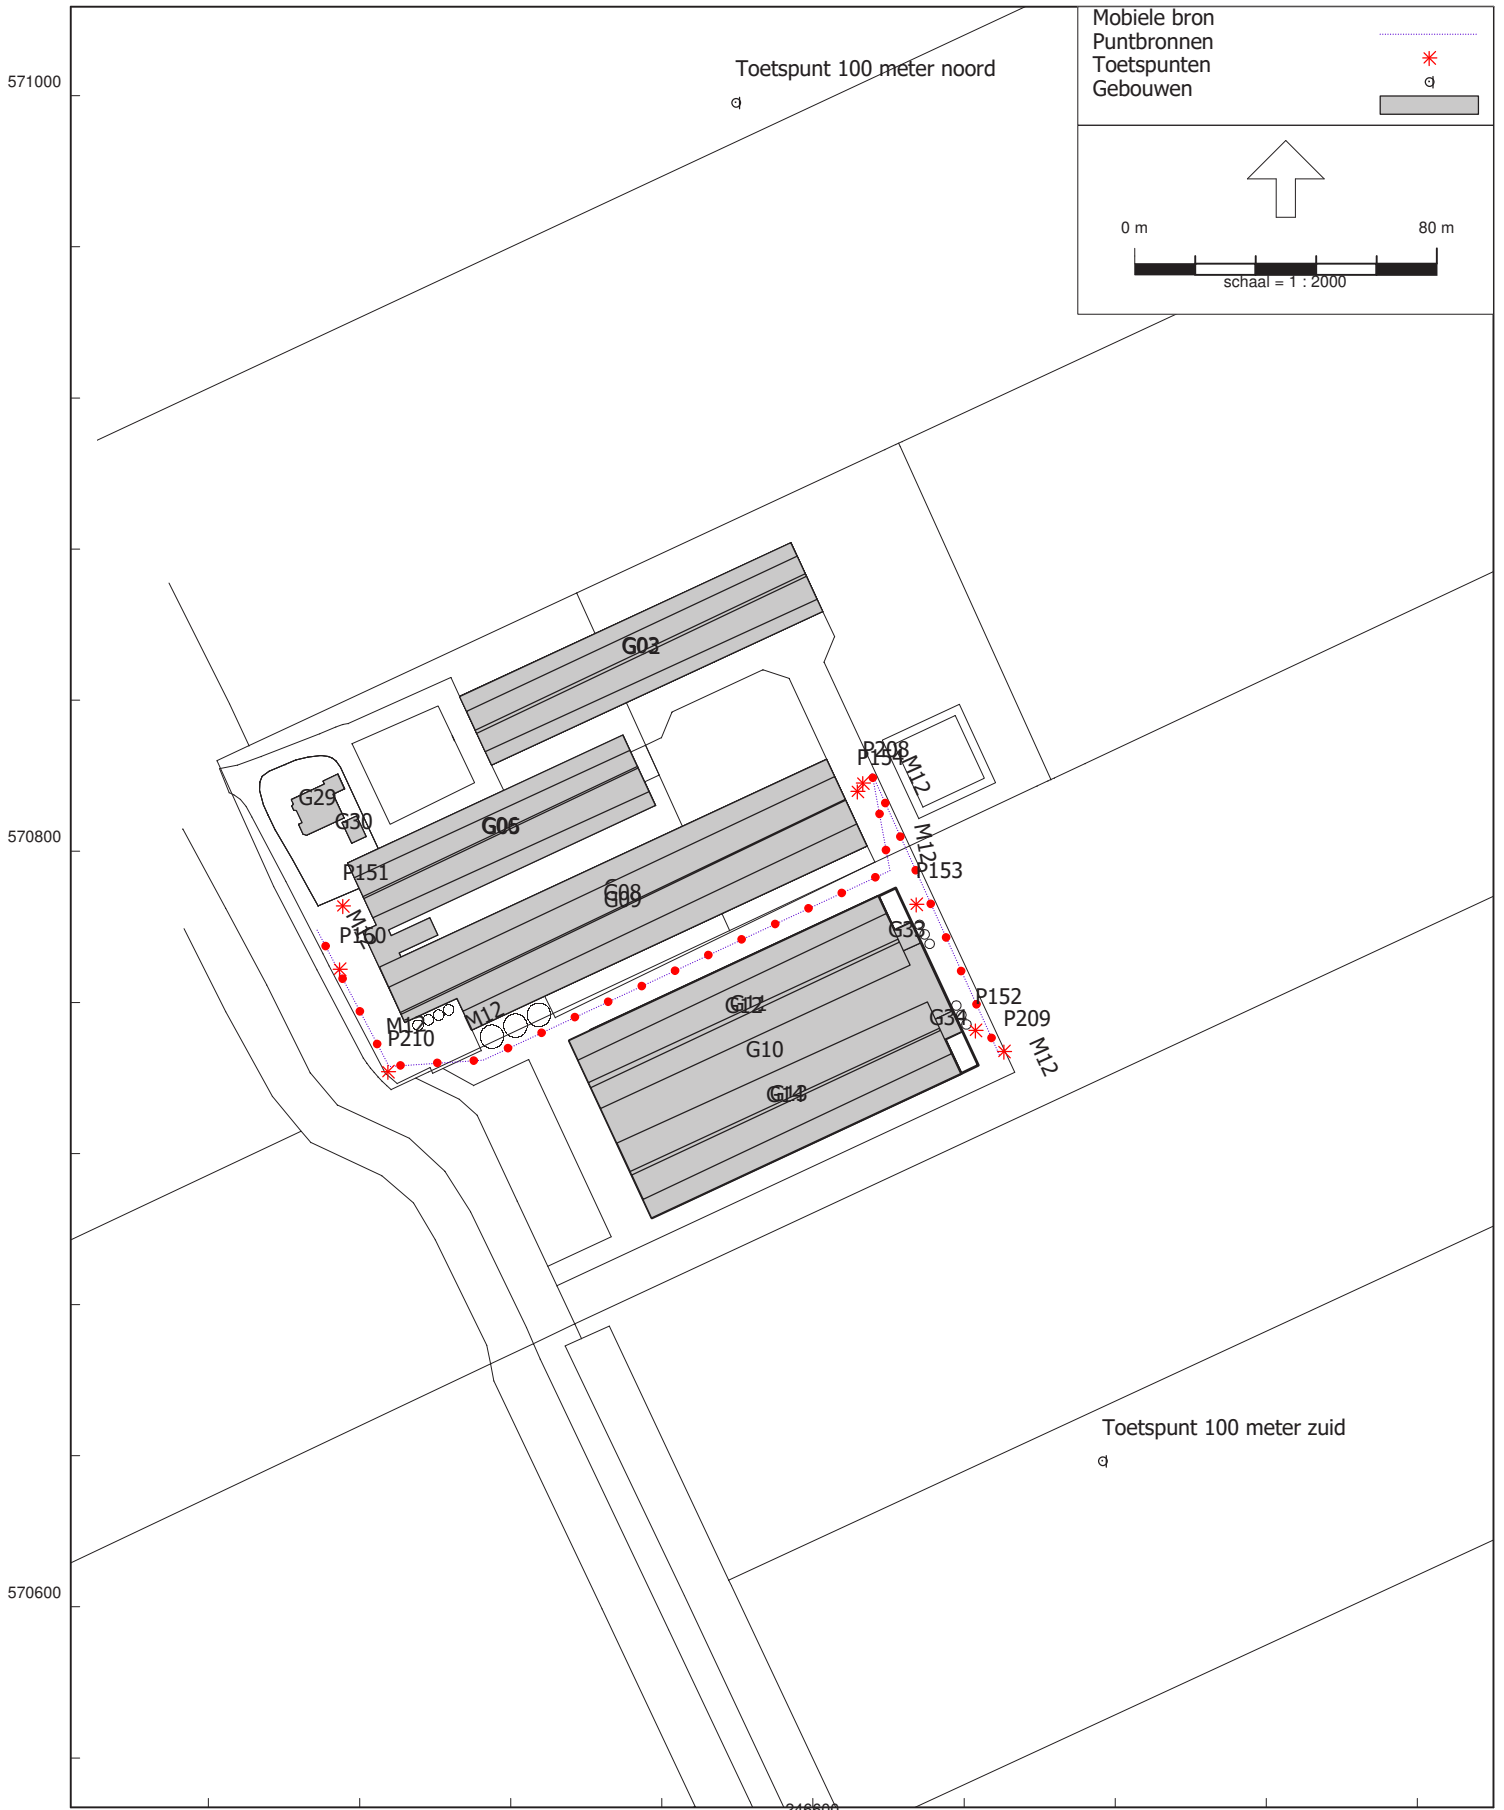 Mobiele bron
Puntbronnen
Toetspunten
Gebouwen
0 m 80 m
schaal = 1 : 2000
571000
Toetspunt 100 meter noord
G03
P208
P154
M12
570800
G29
G30
G06
M12
P151
G08
G09
P153
M12
P160
G33
G12
P152
M12
M12
P210
G34
P209
G10
M12
G14
Toetspunt 100 meter zuid
570600
346600